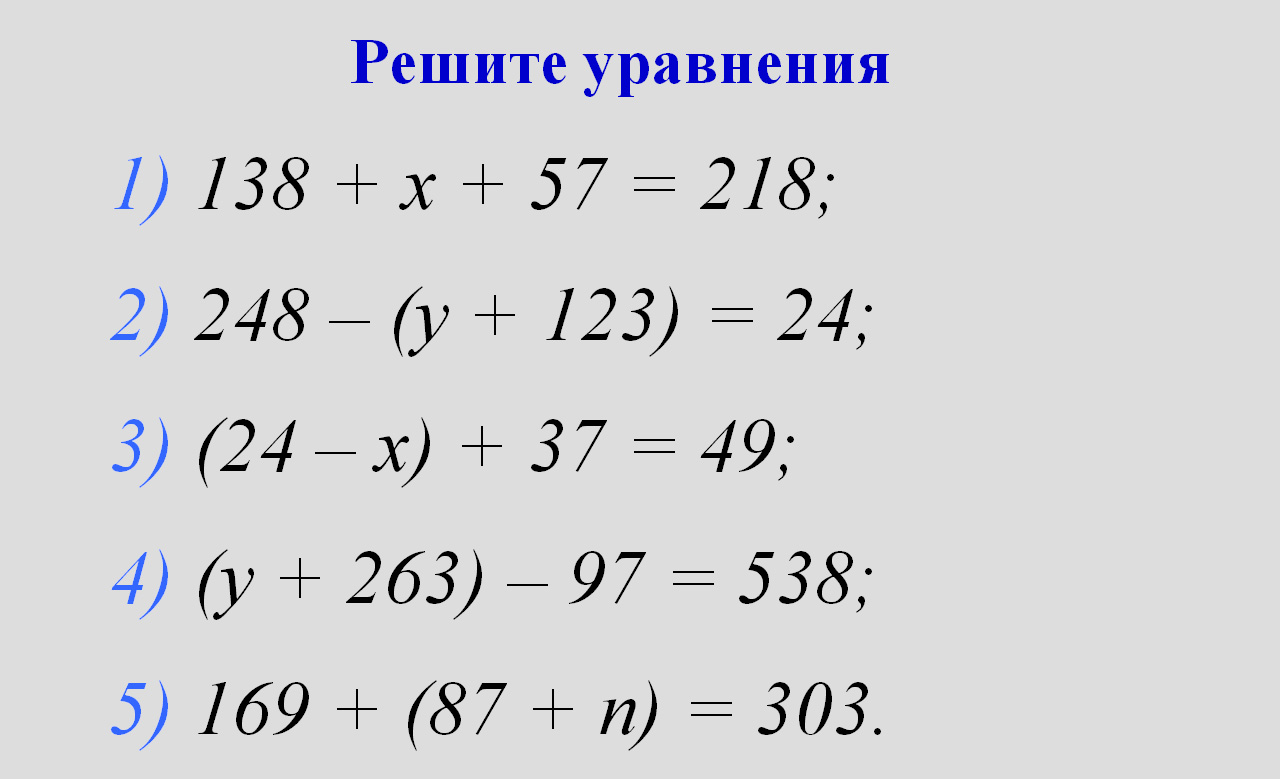 Решите уравнения
1) 138 + x + 57 = 218;
2) 248 – (y + 123) = 24;
3) (24 – x) + 37 = 49;
4) (y + 263) – 97 = 538;
5) 169 + (87 + n) = 303.